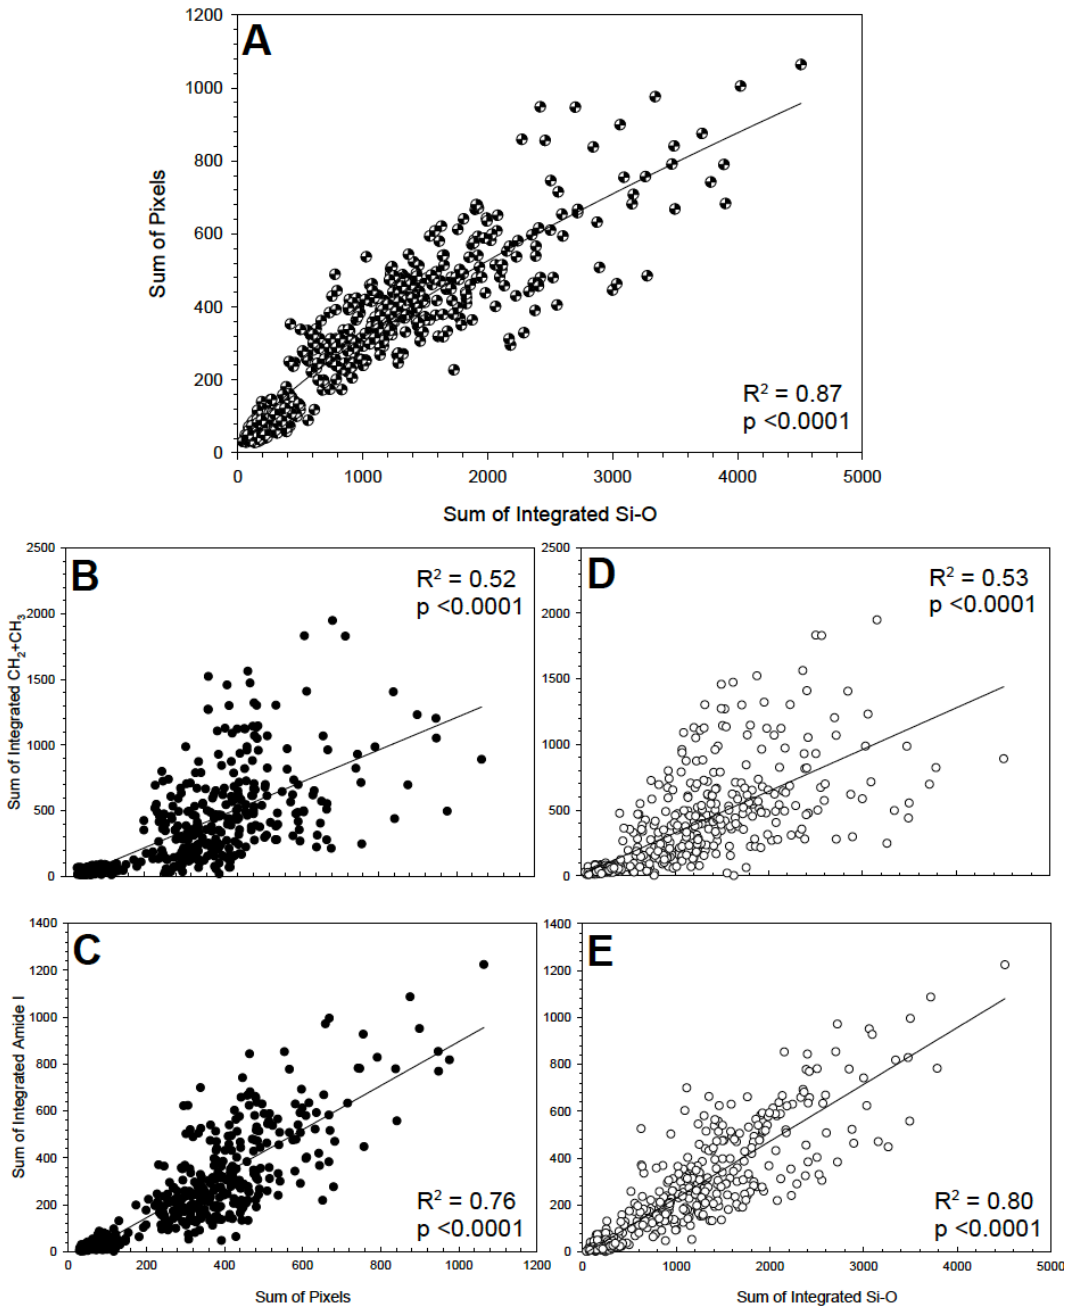 A
1200
1000
800
600
400
200
0
Sum of Pixels
R² = 0.87
p <0.0001
0 1000 2000 3000 4000 5000
Sum of Integrated Si-O
B
2500
2000
1500
1000
500
0
Sum of Integrated CH₂+CH₃
R² = 0.52
p <0.0001
D
2500
2000
1500
1000
500
0
R² = 0.53
p <0.0001
C
1400
1200
1000
800
600
400
200
0
Sum of Integrated Amide I
R² = 0.76
p <0.0001
0 200 400 600 800 1000 1200
Sum of Pixels
E
1400
1200
1000
800
600
400
200
0
R² = 0.80
p <0.0001
0 1000 2000 3000 4000 5000
Sum of Integrated Si-O